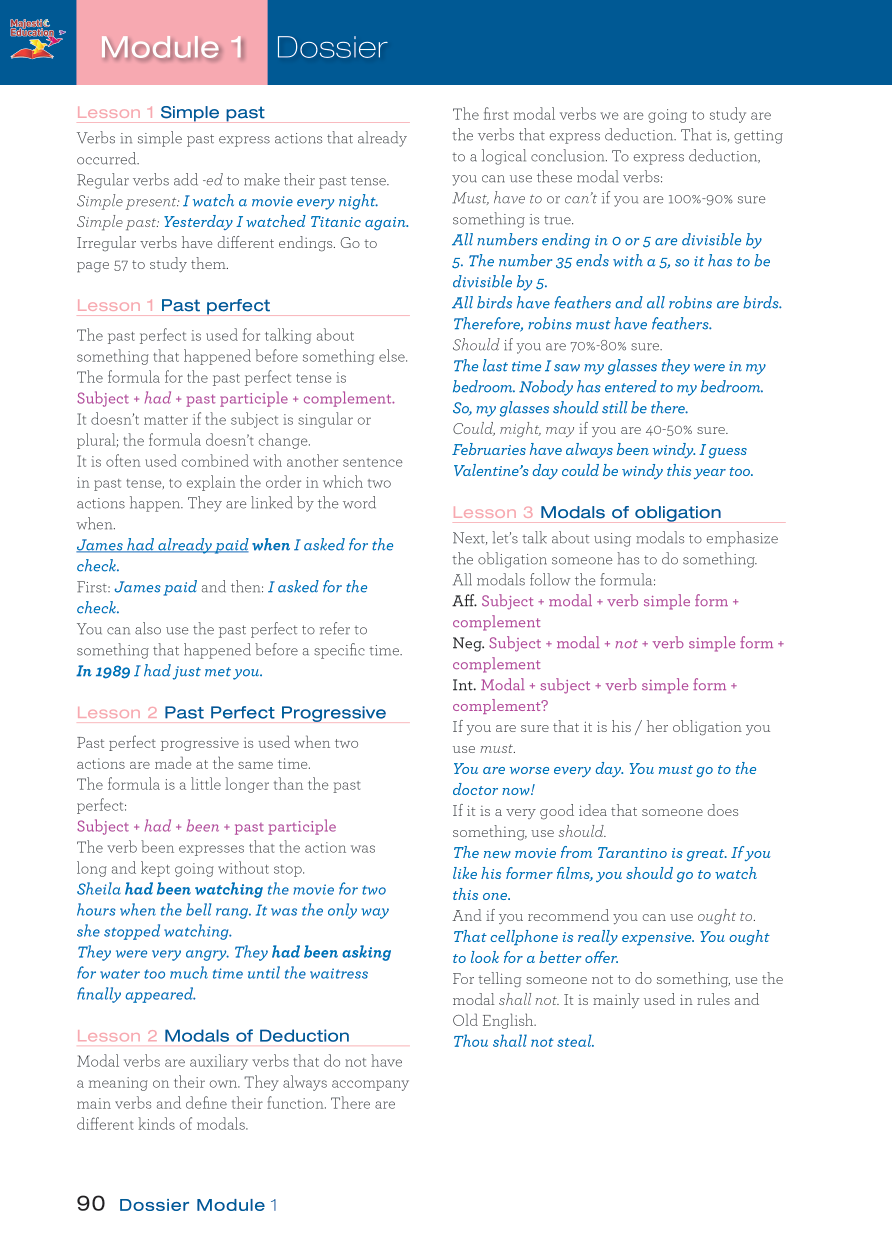 Majestic
Education
Module 1 Dossier
Lesson 1 Simple past
Verbs in simple past express actions that already
occurred.
Regular verbs add -ed to make their past tense.
Simple present: I watch a movie every night.
Simple past: Yesterday I watched Titanic again.
Irregular verbs have different endings. Go to
page 57 to study them.
Lesson 1 Past perfect
The past perfect is used for talking about
something that happened before something else.
The formula for the past perfect tense is
Subject + had + past participle + complement.
It doesn't matter if the subject is singular or
plural; the formula doesn't change.
It is often used combined with another sentence
in past tense, to explain the order in which two
actions happen. They are linked by the word
when.
James had already paid when I asked for the
check.
First: James paid and then: I asked for the
check.
You can also use the past perfect to refer to
something that happened before a specific time.
In 1989 I had just met you.
Lesson 2 Past Perfect Progressive
Past perfect progressive is used when two
actions are made at the same time.
The formula is a little longer than the past
perfect:
Subject + had + been + past participle
The verb been expresses that the action was
long and kept going without stop.
Sheila had been watching the movie for two
hours when the bell rang. It was the only way
she stopped watching.
They were very angry. They had been asking
for water too much time until the waitress
finally appeared.
Lesson 2 Modals of Deduction
Modal verbs are auxiliary verbs that do not have
a meaning on their own. They always accompany
main verbs and define their function. There are
different kinds of modals.
The first modal verbs we are going to study are
the verbs that express deduction. That is, getting
to a logical conclusion. To express deduction,
you can use these modal verbs:
Must, have to or can't if you are 100%-90% sure
something is true.
All numbers ending in 0 or 5 are divisible by
5. The number 35 ends with a 5, so it has to be
divisible by 5.
All birds have feathers and all robins are birds.
Therefore, robins must have feathers.
Should if you are 70%-80% sure.
The last time I saw my glasses they were in my
bedroom. Nobody has entered to my bedroom.
So, my glasses should still be there.
Could, might, may if you are 40-50% sure.
Februaries have always been windy. I guess
Valentine's day could be windy this year too.
Lesson 3 Modals of obligation
Next, let's talk about using modals to emphasize
the obligation someone has to do something.
All modals follow the formula:
Aff. Subject + modal + verb simple form +
complement
Neg. Subject + modal + not + verb simple form +
complement
Int. Modal + subject + verb simple form +
complement?
If you are sure that it is his / her obligation you
use must.
You are worse every day. You must go to the
doctor now!
If it is a very good idea that someone does
something, use should.
The new movie from Tarantino is great. If you
like his former films, you should go to watch
this one.
And if you recommend you can use ought to.
That cellphone is really expensive. You ought
to look for a better offer.
For telling someone not to do something, use the
modal shall not. It is mainly used in rules and
Old English.
Thou shall not steal.
90 Dossier Module 1